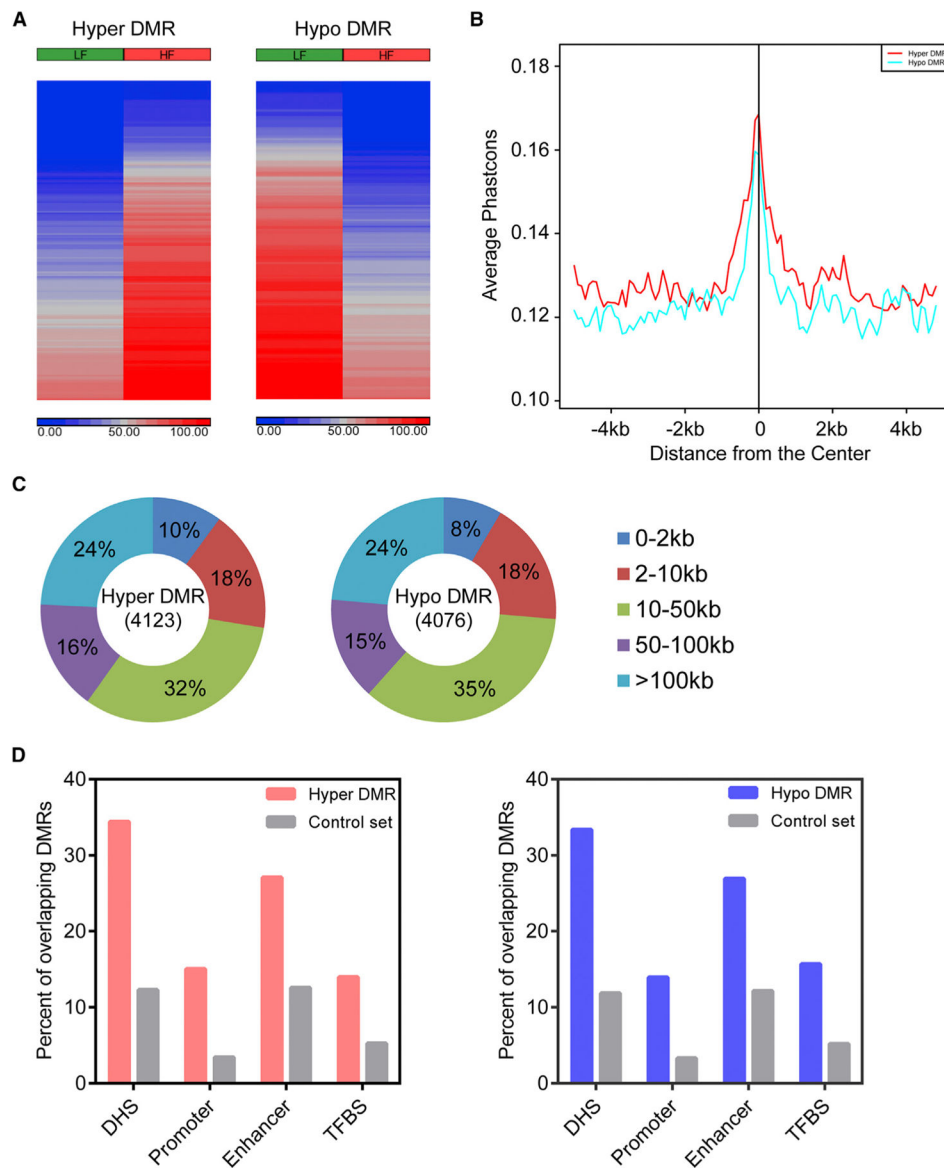 A
Hyper DMR
Hypo DMR
LF HF
LF HF
0.00 50.00 100.00
0.00 50.00 100.00
B
Hyper DMR
Hypo DMR
0.18
0.16
0.14
0.12
0.10
Average Phastcons
-4kb -2kb 0 2kb 4kb
Distance from the Center
C
10%
18%
32%
16%
24%
Hyper DMR
(4123)
8%
18%
35%
15%
24%
Hypo DMR
(4076)
0-2kb
2-10kb
10-50kb
50-100kb
>100kb
D
Percent of overlapping DMRs
40
30
20
10
0
Hyper DMR
Control set
DHS
Promoter
Enhancer
TFBS
Percent of overlapping DMRs
40
30
20
10
0
Hypo DMR
Control set
DHS
Promoter
Enhancer
TFBS